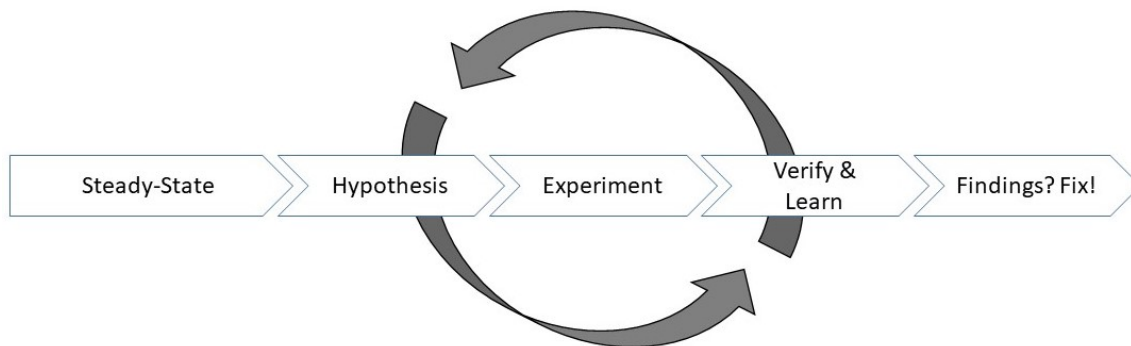 Steady-State
Hypothesis
Experiment
Verify &
Learn
Findings? Fix!